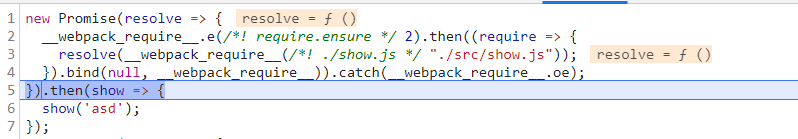 1 new Promise(resolve => { resolve = ƒ ()
2 __webpack_require__.e(/*! require.ensure */ 2).then((require => {
3 resolve(__webpack_require__(/*! ./show.js */ "./src/show.js")); resolve = ƒ ()
4 }).bind(null, __webpack_require__)).catch(__webpack_require__.oe);
5 }).then(show => {
6 show('asd');
7 });